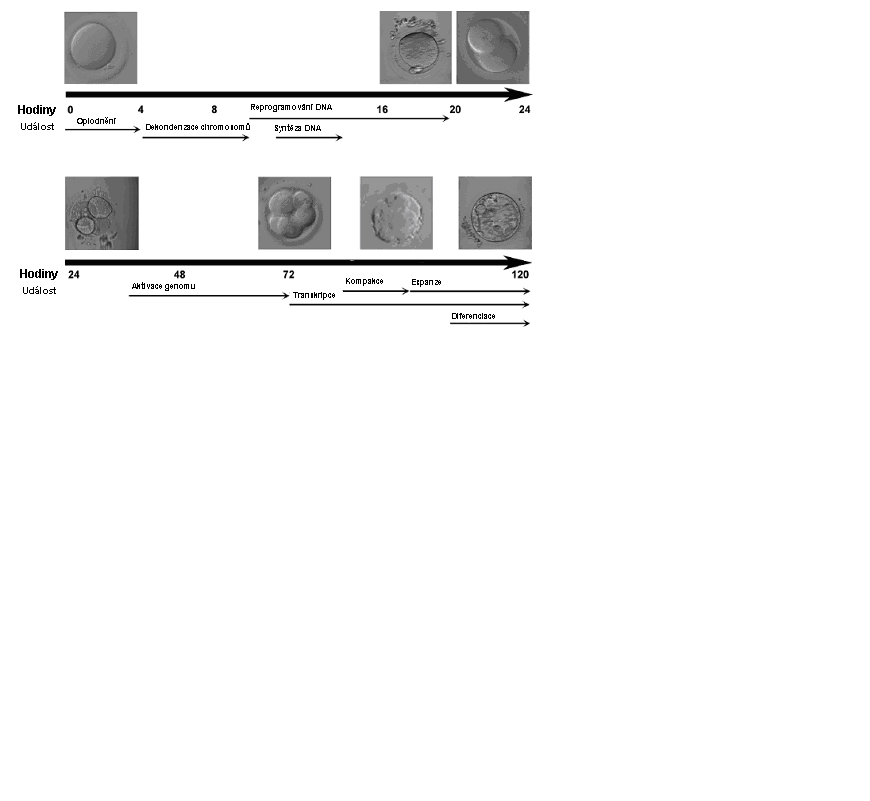 Hodiny 0 4 8 16 20 24
Reprogramování DNA
Událost Oplodnění Dekondenzace chromonomů Syntéza DNA
Hodiny 24 48 72 120
Událost Aktivace genomu Kompakce Expanze
Transkripce
Diferenciace